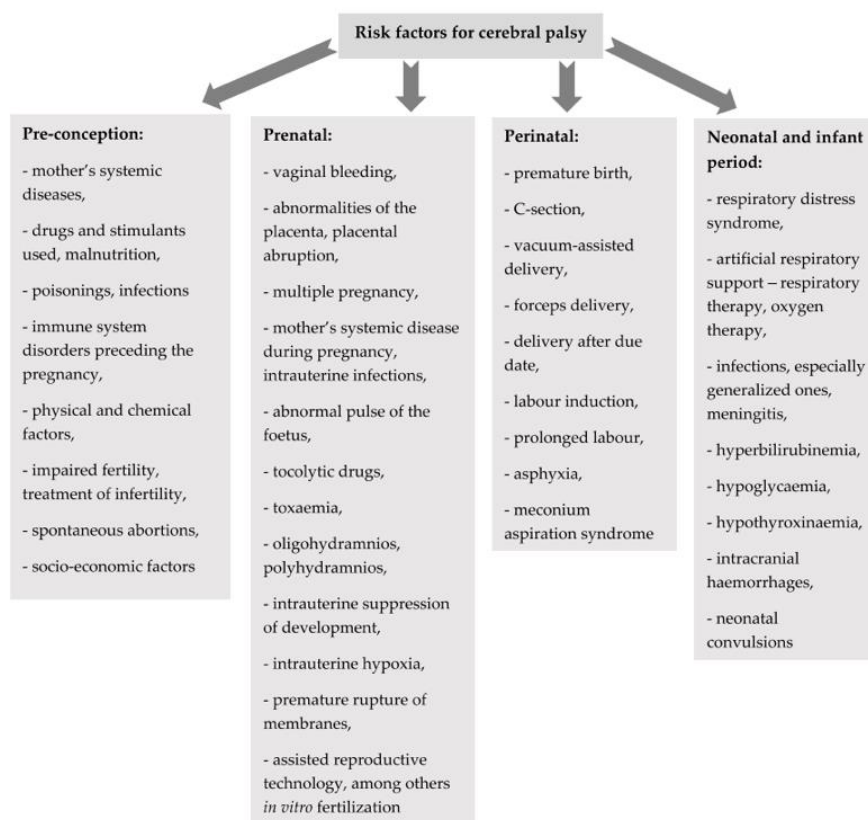 Risk factors for cerebral palsy
Pre-conception:
- mother's systemic
diseases,
- drugs and stimulants
used, malnutrition,
- poisonings, infections
- immune system
disorders preceding the
pregnancy,
- physical and chemical
factors,
- impaired fertility,
treatment of infertility,
- spontaneous abortions,
- socio-economic factors
Prenatal:
- vaginal bleeding,
- abnormalities of the
placenta, placental
abruption,
- multiple pregnancy,
- mother's systemic disease
during pregnancy,
intrauterine infections,
- abnormal pulse of the
foetus,
- tocolytic drugs,
- toxaemia,
- oligohydramnios,
polyhydramnios,
- intrauterine suppression
of development,
- intrauterine hypoxia,
- premature rupture of
membranes,
- assisted reproductive
technology, among others
in vitro fertilization
Perinatal:
- premature birth,
- C-section,
- vacuum-assisted
delivery,
- forceps delivery,
- delivery after due
date,
- labour induction,
- prolonged labour,
- asphyxia,
- meconium
aspiration syndrome
Neonatal and infant
period:
- respiratory distress
syndrome,
- artificial respiratory
support – respiratory
therapy, oxygen
therapy,
- infections, especially
generalized ones,
meningitis,
- hyperbilirubinemia,
- hypoglycaemia,
- hypothyroxinaemia,
- intracranial
haemorrhages,
- neonatal
convulsions